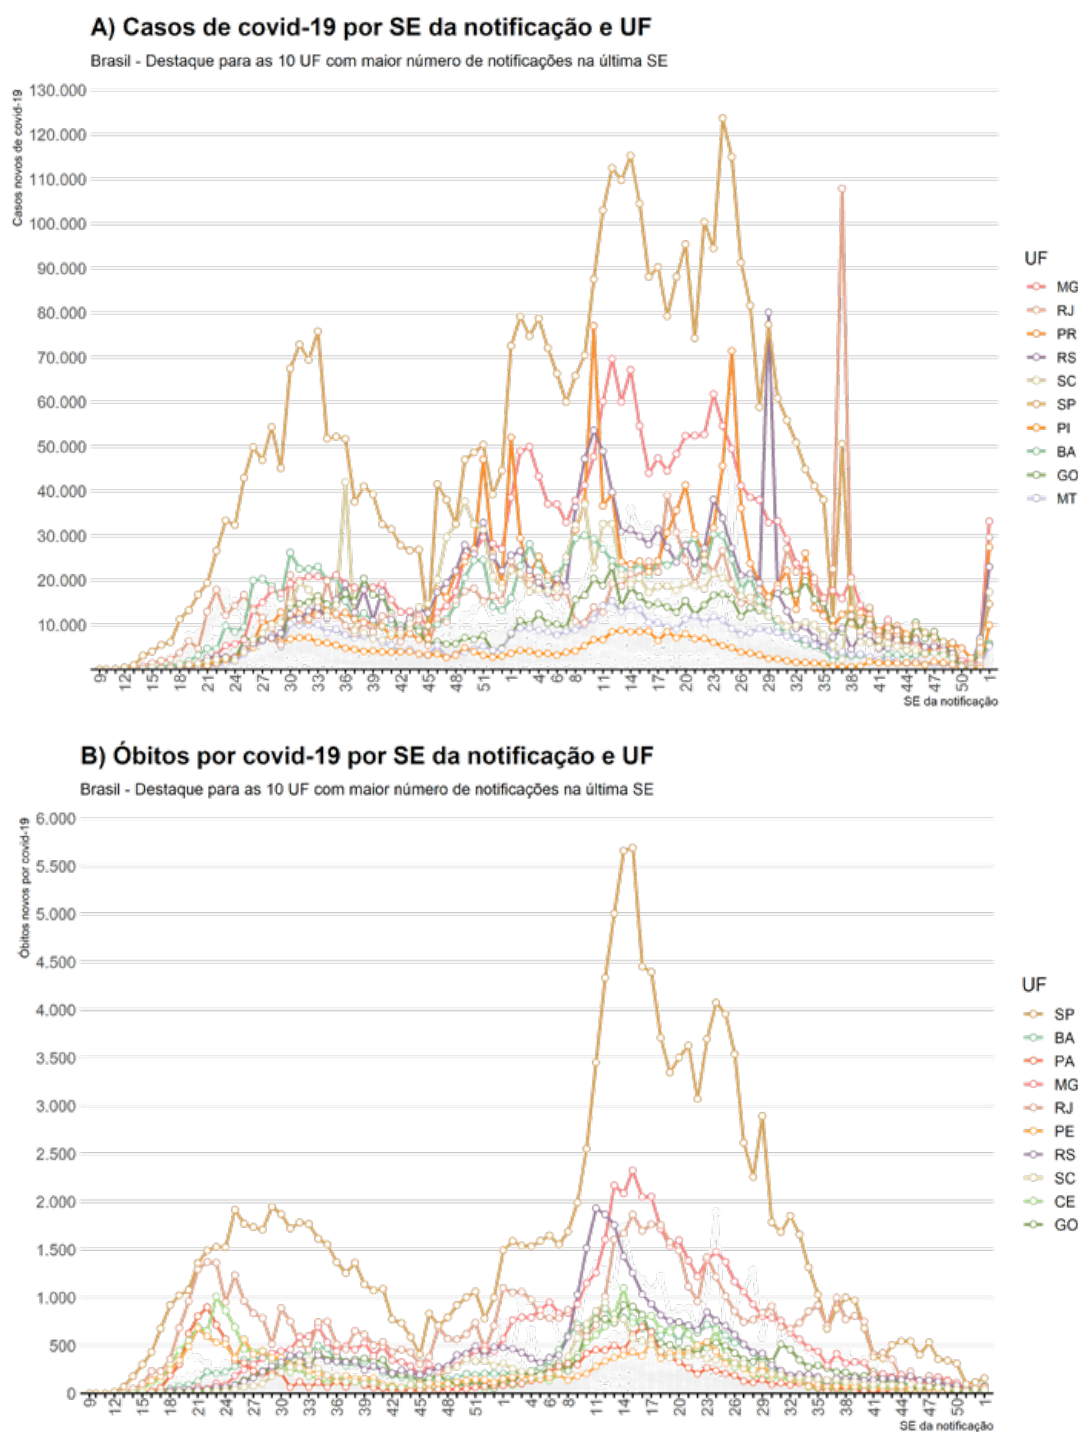 A) Casos de covid-19 por SE da notificação e UF
Brasil - Destaque para as 10 UF com maior número de notificações na última SE
Casos novos de covid-19
130.000
120.000
110.000
100.000
90.000
80.000
70.000
60.000
50.000
40.000
30.000
20.000
10.000
9 12 15 18 21 24 27 30 33 36 39 42 45 48 51 1 4 6 8 11 14 17 20 23 26 29 32 35 38 41 44 47 50 1
SE da notificação
UF
MG
RJ
PR
RS
SC
SP
PI
BA
GO
MT
B) Óbitos por covid-19 por SE da notificação e UF
Brasil - Destaque para as 10 UF com maior número de notificações na última SE
Óbitos novos por covid-19
6.000
5.500
5.000
4.500
4.000
3.500
3.000
2.500
2.000
1.500
1.000
500
0
9 12 15 18 21 24 27 30 33 36 39 42 45 48 51 1 4 6 8 11 14 17 20 23 26 29 32 35 38 41 44 47 50 1
SE da notificação
UF
SP
BA
PA
MG
RJ
PE
RS
SC
CE
GO